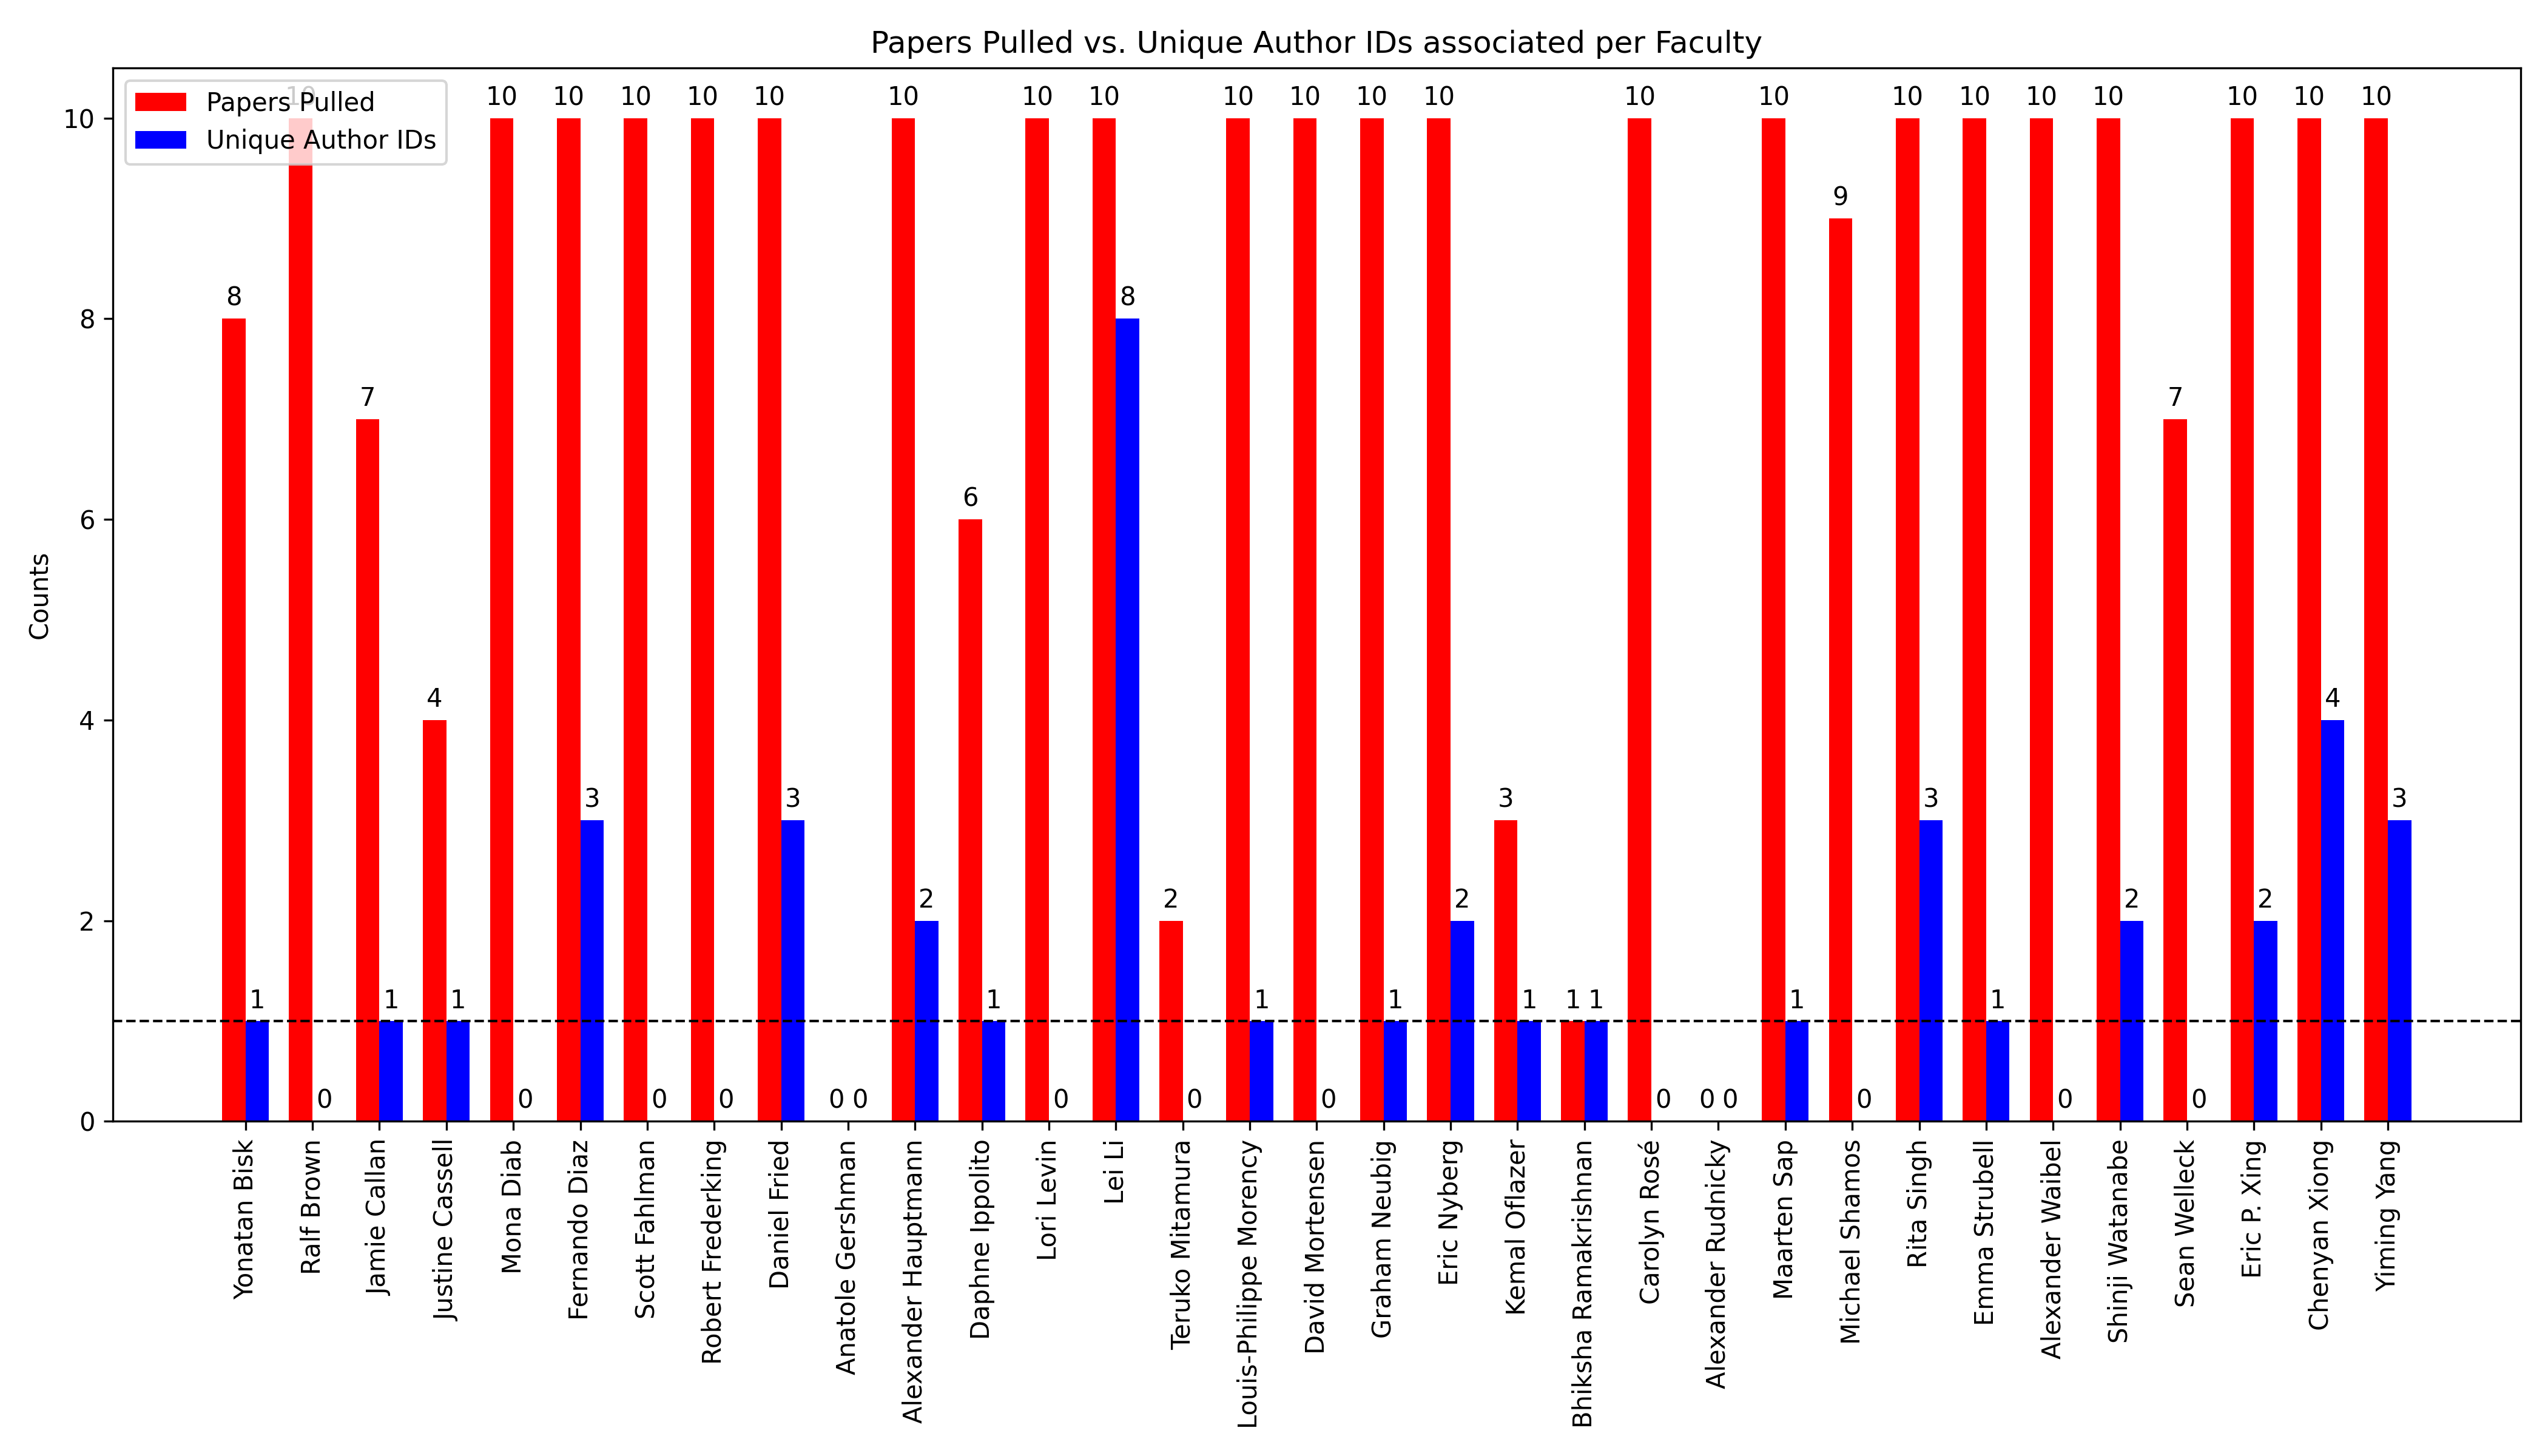 Papers Pulled vs. Unique Author IDs associated per Faculty
Papers Pulled
Unique Author IDs
Counts
10
8
6
4
2
0
8
1
10
0
7
1
4
1
10
0
10
3
10
0
10
0
10
3
0
0
10
2
6
1
10
0
10
8
2
0
10
1
10
0
10
1
10
2
3
1
1
1
10
0
0
0
10
1
9
0
10
3
10
1
10
0
10
2
7
0
10
2
10
4
10
3
Yonatan Bisk
Ralf Brown
Jamie Callan
Justine Cassell
Mona Diab
Fernando Diaz
Scott Fahlman
Robert Frederking
Daniel Fried
Anatole Gershman
Alexander Hauptmann
Daphne Ippolito
Lori Levin
Lei Li
Teruko Mitamura
Louis-Philippe Morency
David Mortensen
Graham Neubig
Eric Nyberg
Kemal Oflazer
Bhiksha Ramakrishnan
Carolyn Rosé
Alexander Rudnicky
Maarten Sap
Michael Shamos
Rita Singh
Emma Strubell
Alexander Waibel
Shinji Watanabe
Sean Welleck
Eric P. Xing
Chenyan Xiong
Yiming Yang